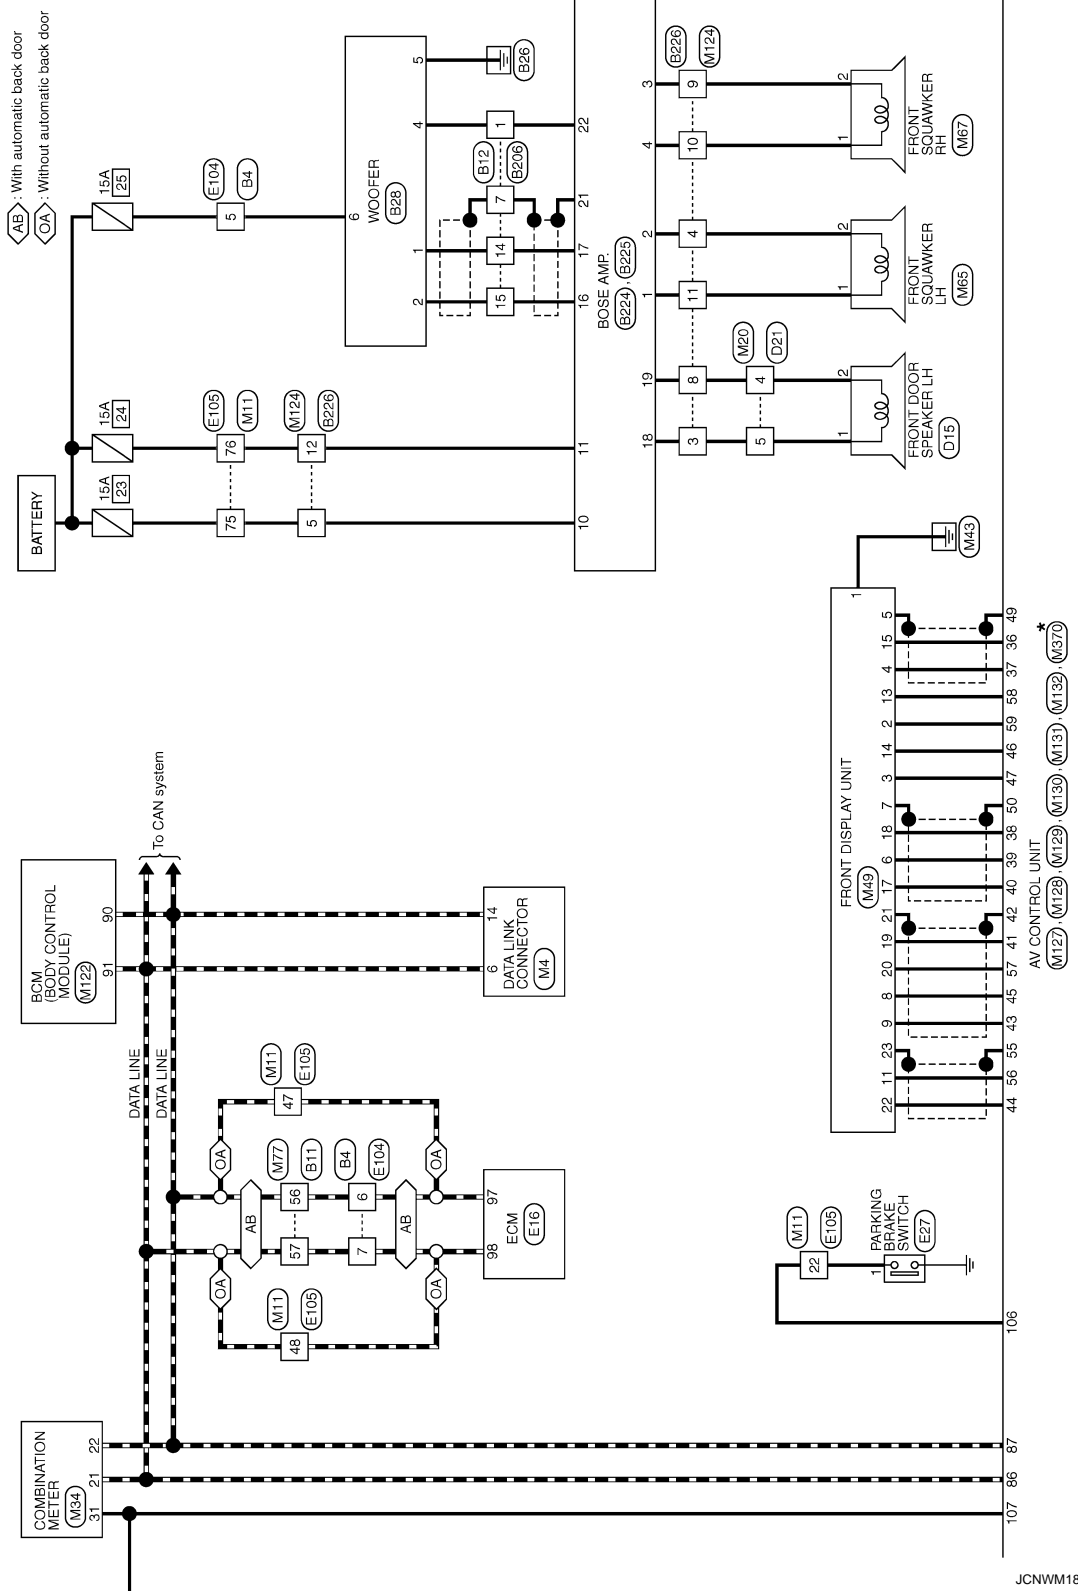 AB : With automatic back door
OA : Without automatic back door
BATTERY
15A
23
15A
24
15A
25
75
76
E105
M11
5
12
M124
B226
5
E104
B4
6
WOOFER
B28
2
1
4
5
B26
15
14
7
1
B12
B206
10
11
16
17
21
22
BOSE AMP.
B224 , B225
18
19
1
2
4
3
3
8
11
4
10
9
B226
M124
5
4
M20
D21
1
2
FRONT DOOR
SPEAKER LH
D15
1
2
FRONT
SQUAWKER
LH
M65
1
2
FRONT
SQUAWKER
RH
M67
COMBINATION
METER
M34
31
21
22
BCM
(BODY CONTROL
MODULE)
M122
91
90
DATA LINE
DATA LINE
To CAN system
OA
OA
AB
48
M11
E105
57
56
M77
B11
47
M11
E105
7
6
B4
E104
AB
OA
OA
98
97
ECM
E16
6
14
DATA LINK
CONNECTOR
M4
22
M11
E105
1
PARKING
BRAKE
SWITCH
E27
FRONT DISPLAY UNIT
M49
1
M43
22
11
23
9
8
20
19
21
17
6
18
7
3
14
2
13
4
15
5
107
86
87
106
44
56
55
43
45
57
41
42
40
39
38
50
47
46
59
58
37
36
49
AV CONTROL UNIT
M127 , M128 , M129 , M130 , M131 , M132 , M370 *
JCNWM18